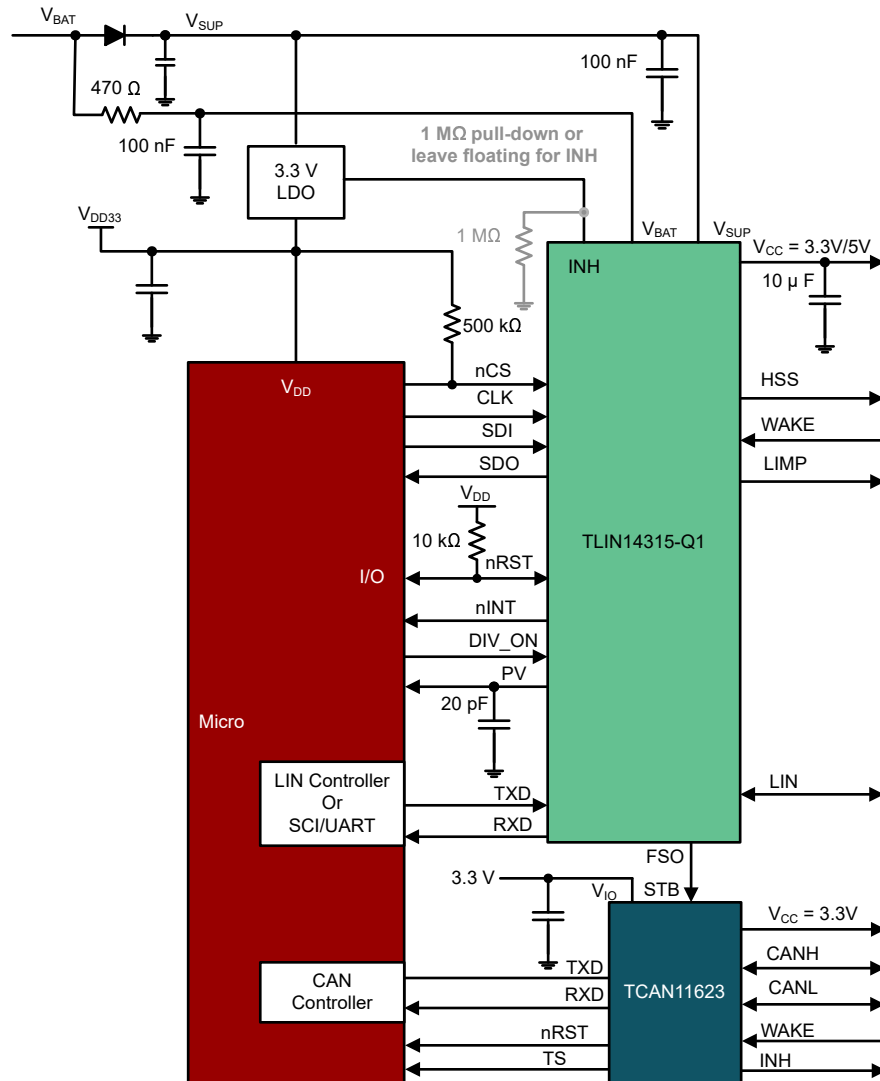 VBAT
VSUP
470 Ω
100 nF
100 nF
1 MΩ pull-down or
leave floating for INH
3.3 V
LDO
VDD33
1 MΩ
VBAT
VSUP
INH
VCC = 3.3V/5V
10 µ F
500 kΩ
VDD
nCS
CLK
SDI
SDO
HSS
WAKE
LIMP
VDD
10 kΩ
nRST
I/O
TLIN14315-Q1
nINT
DIV_ON
PV
20 pF
Micro
LIN Controller
Or
SCI/UART
TXD
RXD
LIN
FSO
3.3 V
VIO
STB
VCC = 3.3V
CANH
CANL
WAKE
INH
TCAN11623
CAN
Controller
TXD
RXD
nRST
TS